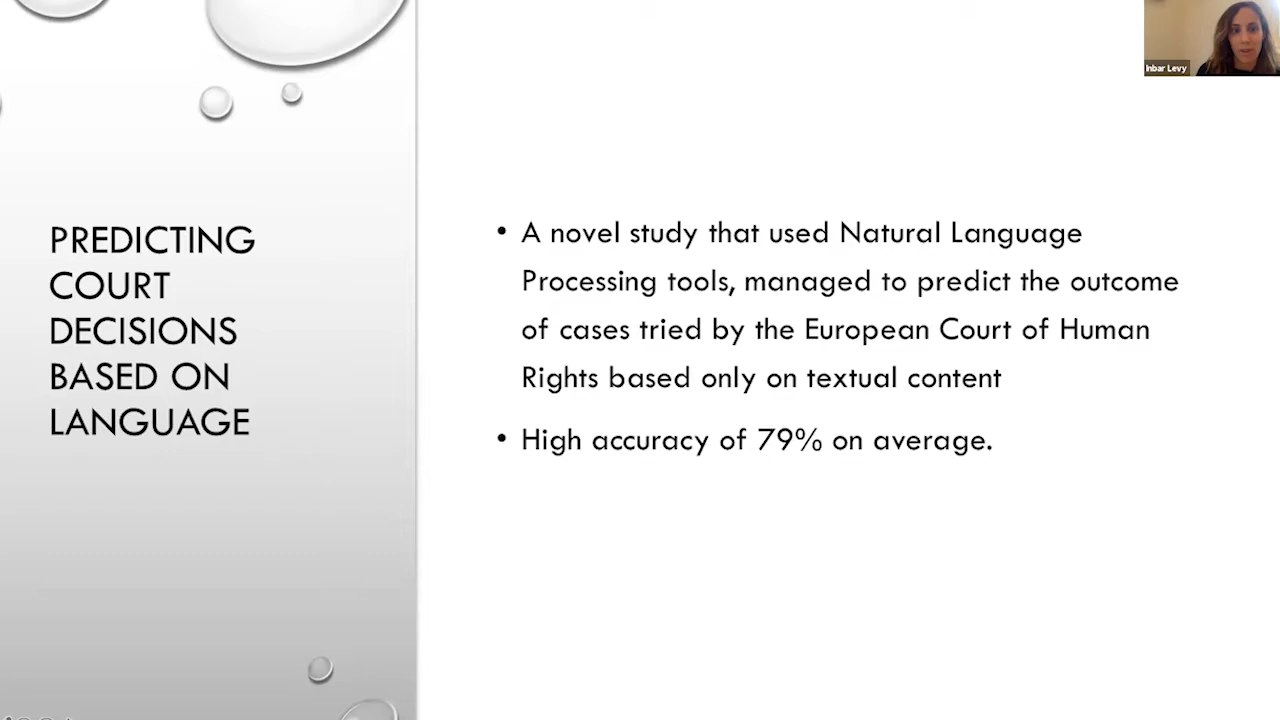 Inbar Levy
PREDICTING
COURT
DECISIONS
BASED ON
LANGUAGE
• A novel study that used Natural Language
Processing tools, managed to predict the outcome
of cases tried by the European Court of Human
Rights based only on textual content
• High accuracy of 79% on average.